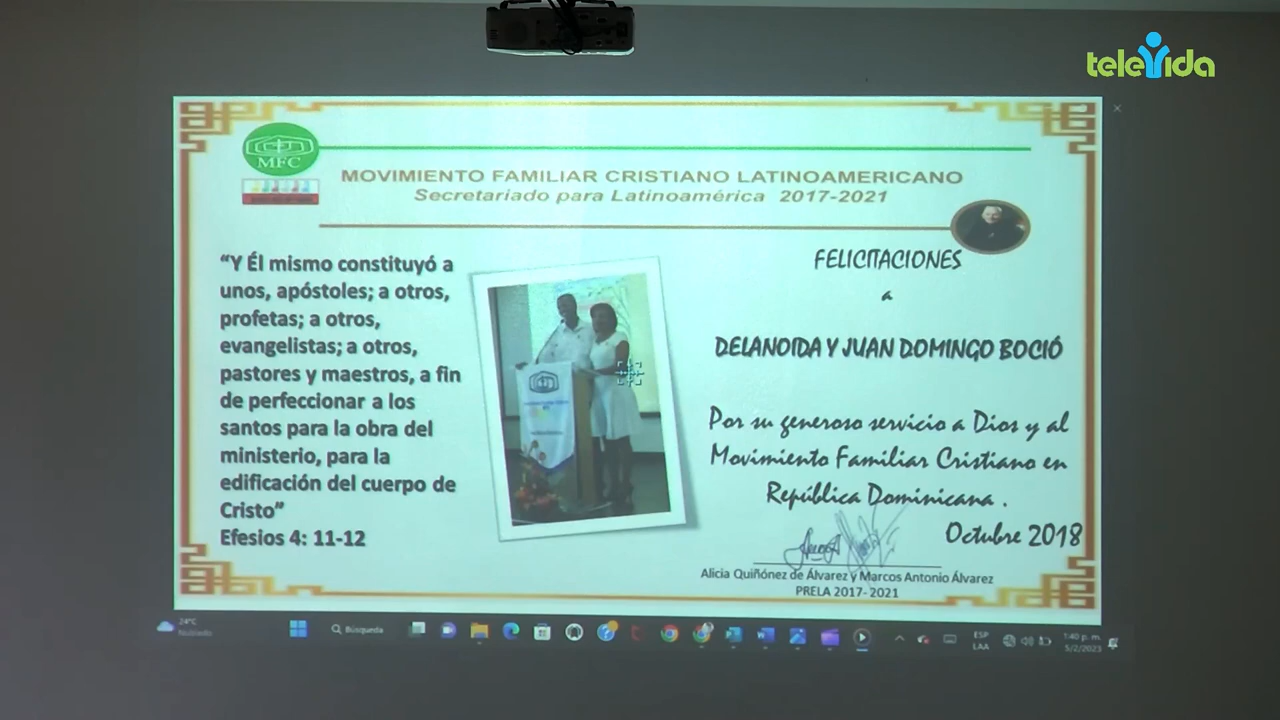 teleVida
MFC
MOVIMIENTO FAMILIAR CRISTIANO LATINOAMERICANO
Secretariado para Latinoamérica 2017-2021
“Y Él mismo constituyó a
unos, apóstoles; a otros,
profetas; a otros,
evangelistas; a otros,
pastores y maestros, a fin
de perfeccionar a los
santos para la obra del
ministerio, para la
edificación del cuerpo de
Cristo”
Efesios 4: 11-12
FELICITACIONES
a
DELANOIDA Y JUAN DOMINGO BOCIÓ
Por su generoso servicio a Dios y al
Movimiento Familiar Cristiano en
República Dominicana .
Octubre 2018
Alicia Quiñónez de Álvarez y Marcos Antonio Álvarez
PRELA 2017- 2021
24°C
Nublado
Búsqueda
ESP
LAA
1:40 p. m.
5/2/2023